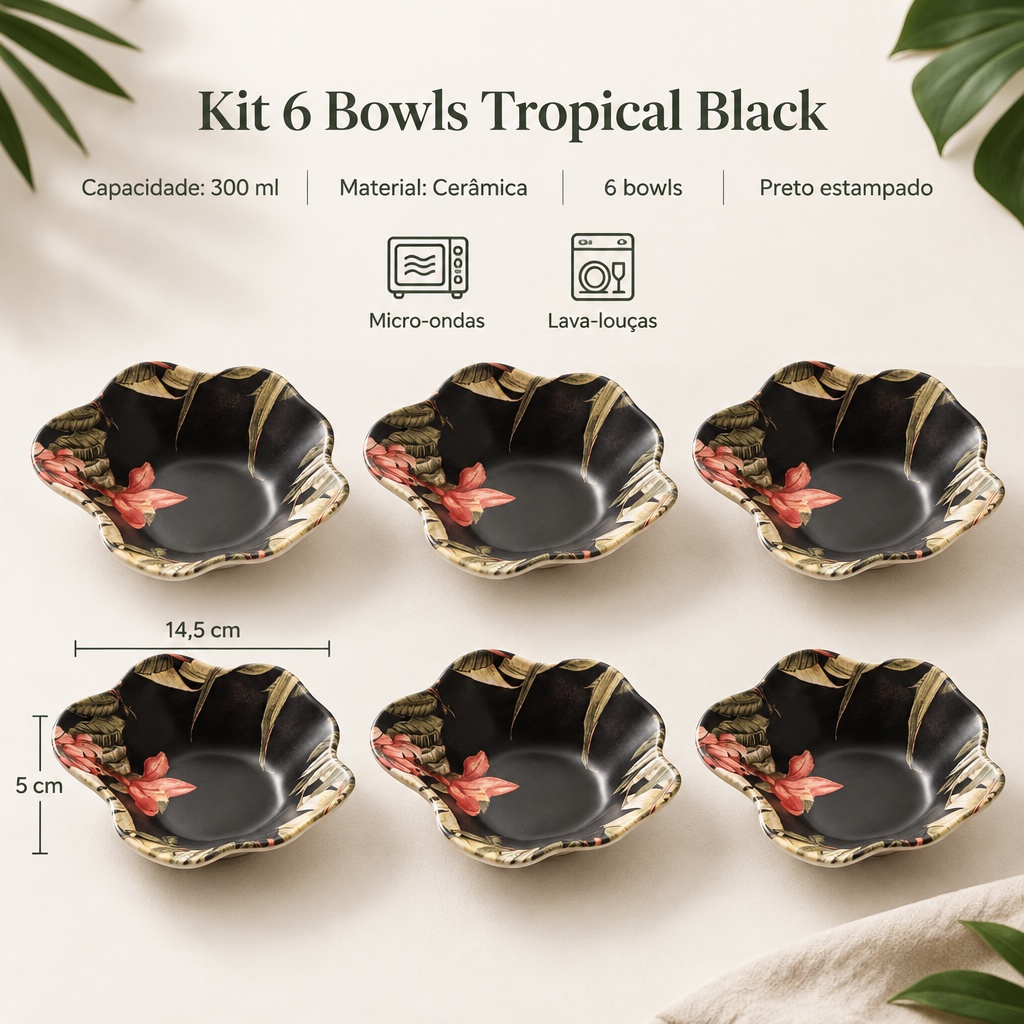 Kit 6 Bowls Tropical Black
Capacidade: 300 ml
Material: Cerâmica
6 bowls
Preto estampado
Micro-ondas
Lava-louças
14,5 cm
5 cm